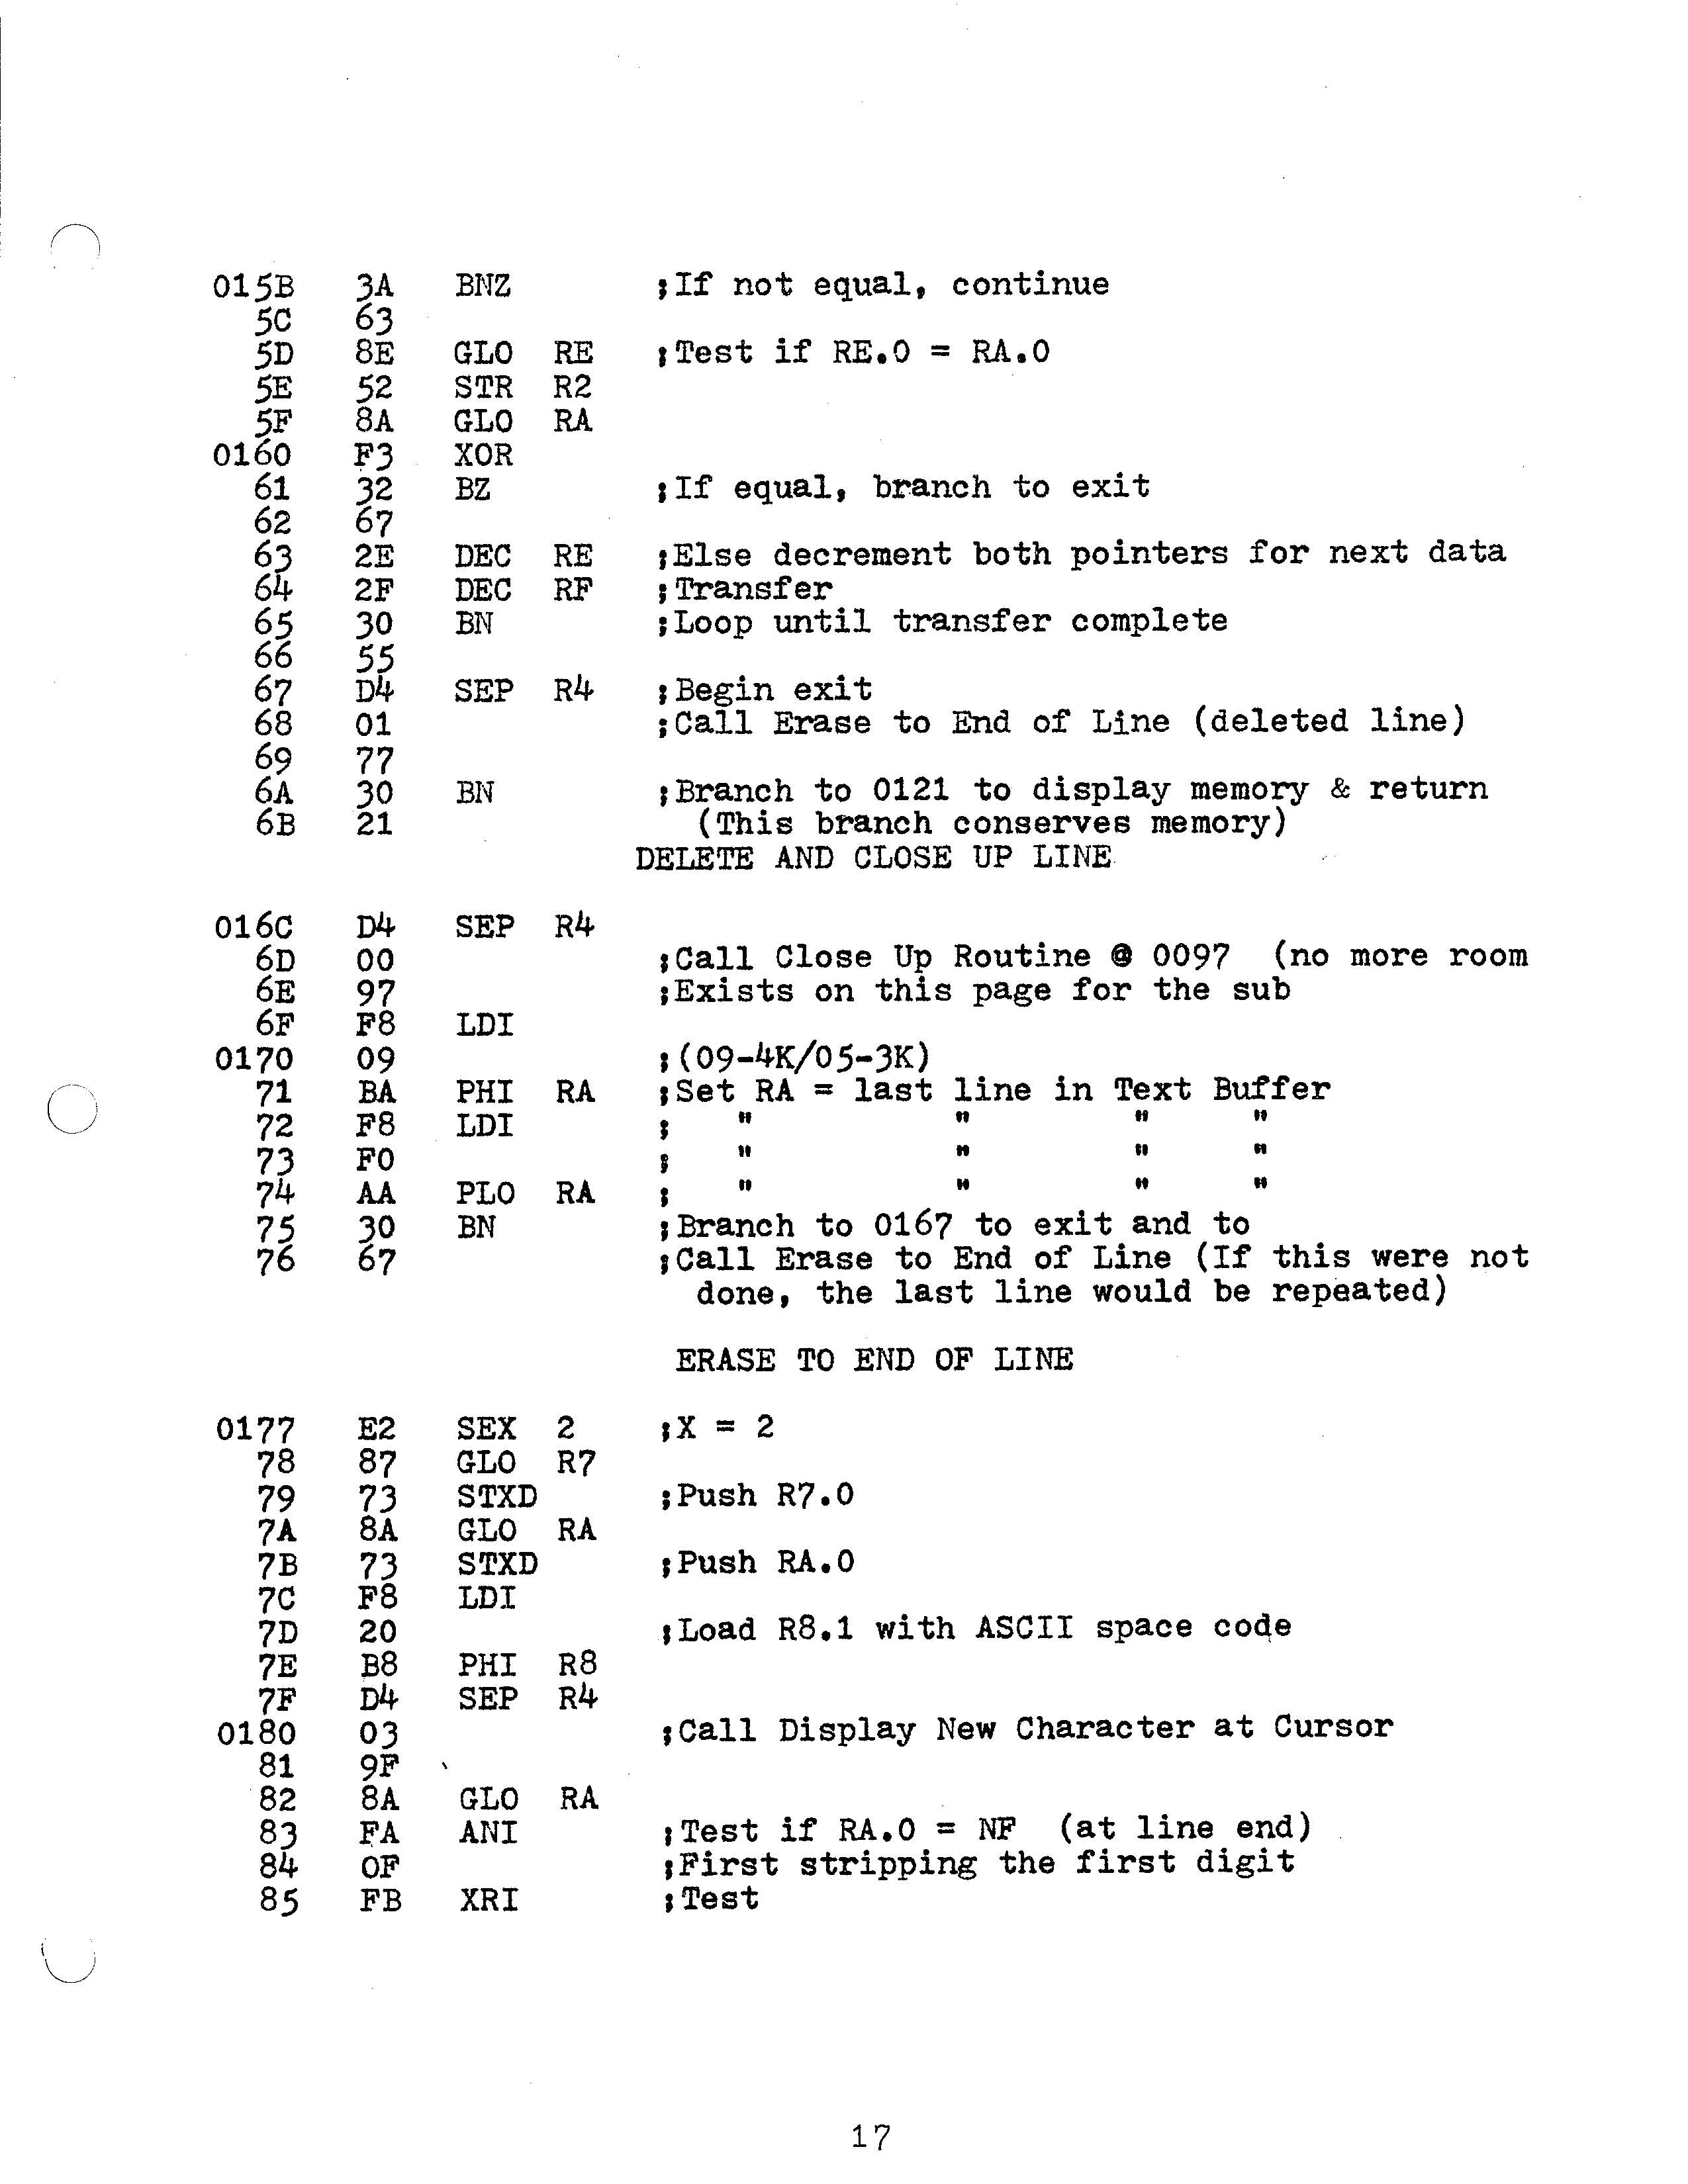 015B 3A BNZ ;If not equal, continue
5C 63
5D 8E GLO RE ;Test if RE.0 = RA.0
5E 52 STR R2
5F 8A GLO RA
0160 F3 XOR
61 32 BZ ;If equal, branch to exit
62 67
63 2E DEC RE ;Else decrement both pointers for next data
64 2F DEC RF ;Transfer
65 30 BN ;Loop until transfer complete
66 55
67 D4 SEP R4 ;Begin exit
68 01 ;Call Erase to End of Line (deleted line)
69 77
6A 30 BN ;Branch to 0121 to display memory & return
6B 21 (This branch conserves memory)
DELETE AND CLOSE UP LINE
016C D4 SEP R4
6D 00 ;Call Close Up Routine @ 0097 (no more room
6E 97 ;Exists on this page for the sub
6F F8 LDI
0170 09 ;(09-4K/05-3K)
71 BA PHI RA ;Set RA = last line in Text Buffer
72 F8 LDI ; " " " "
73 F0 ; " " " "
74 AA PLO RA ; " " " "
75 30 BN ;Branch to 0167 to exit and to
76 67 ;Call Erase to End of Line (If this were not
done, the last line would be repeated)
ERASE TO END OF LINE
0177 E2 SEX 2 ;X = 2
78 87 GLO R7
79 73 STXD ;Push R7.0
7A 8A GLO RA
7B 73 STXD ;Push RA.0
7C F8 LDI
7D 20 ;Load R8.1 with ASCII space code
7E B8 PHI R8
7F D4 SEP R4
0180 03 ;Call Display New Character at Cursor
81 9F
82 8A GLO RA
83 FA ANI ;Test if RA.0 = NF (at line end)
84 0F ;First stripping the first digit
85 FB XRI ;Test
17